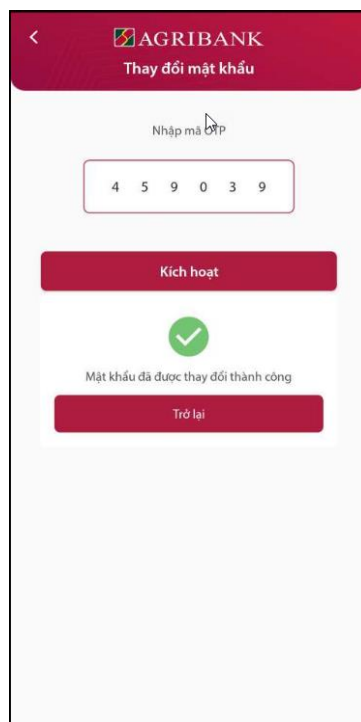 AGRIBANK
Thay đổi mật khẩu
Nhập mã OTP
4 5 9 0 3 9
Kích hoạt
Mật khẩu đã được thay đổi thành công
Trở lại